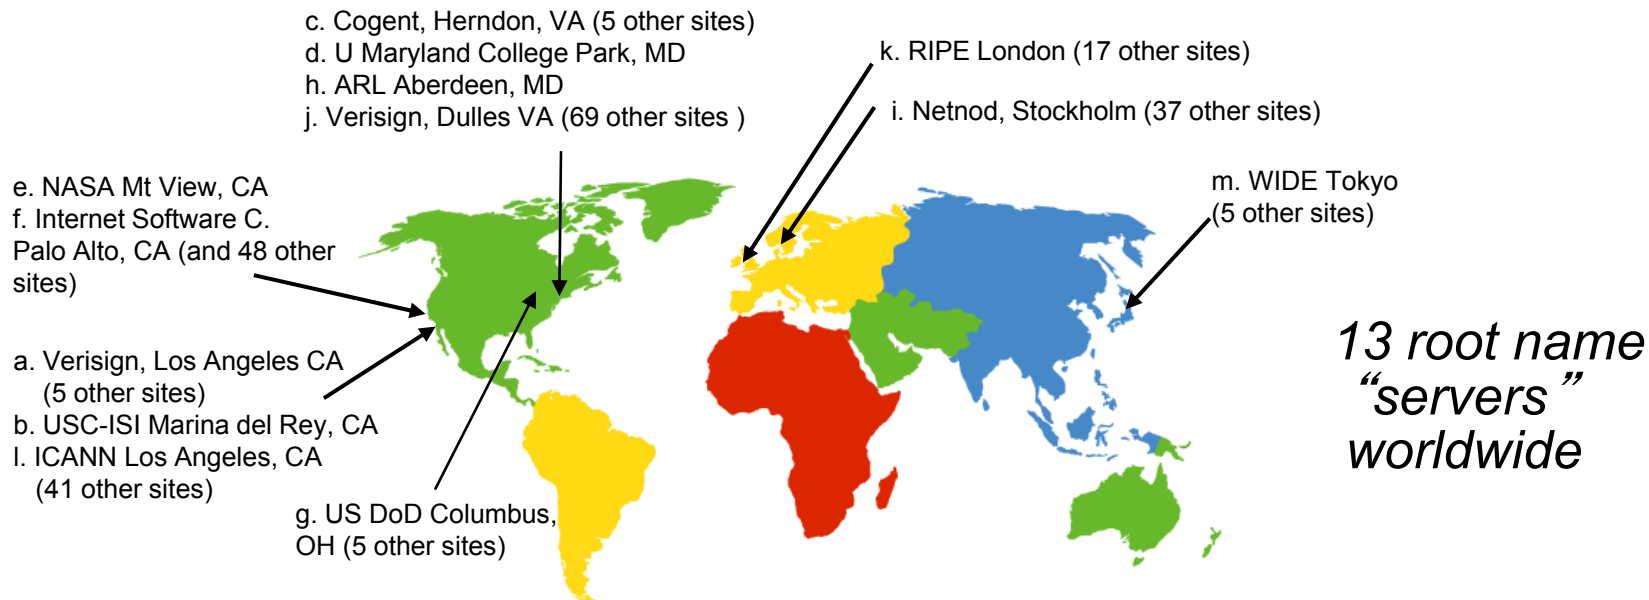 c. Cogent, Herndon, VA (5 other sites)
d. U Maryland College Park, MD
h. ARL Aberdeen, MD
j. Verisign, Dulles VA (69 other sites )
k. RIPE London (17 other sites)
i. Netnod, Stockholm (37 other sites)
m. WIDE Tokyo
(5 other sites)
e. NASA Mt View, CA
f. Internet Software C.
Palo Alto, CA (and 48 other
sites)
a. Verisign, Los Angeles CA
(5 other sites)
b. USC-ISI Marina del Rey, CA
l. ICANN Los Angeles, CA
(41 other sites)
g. US DoD Columbus,
OH (5 other sites)
13 root name
“servers”
worldwide